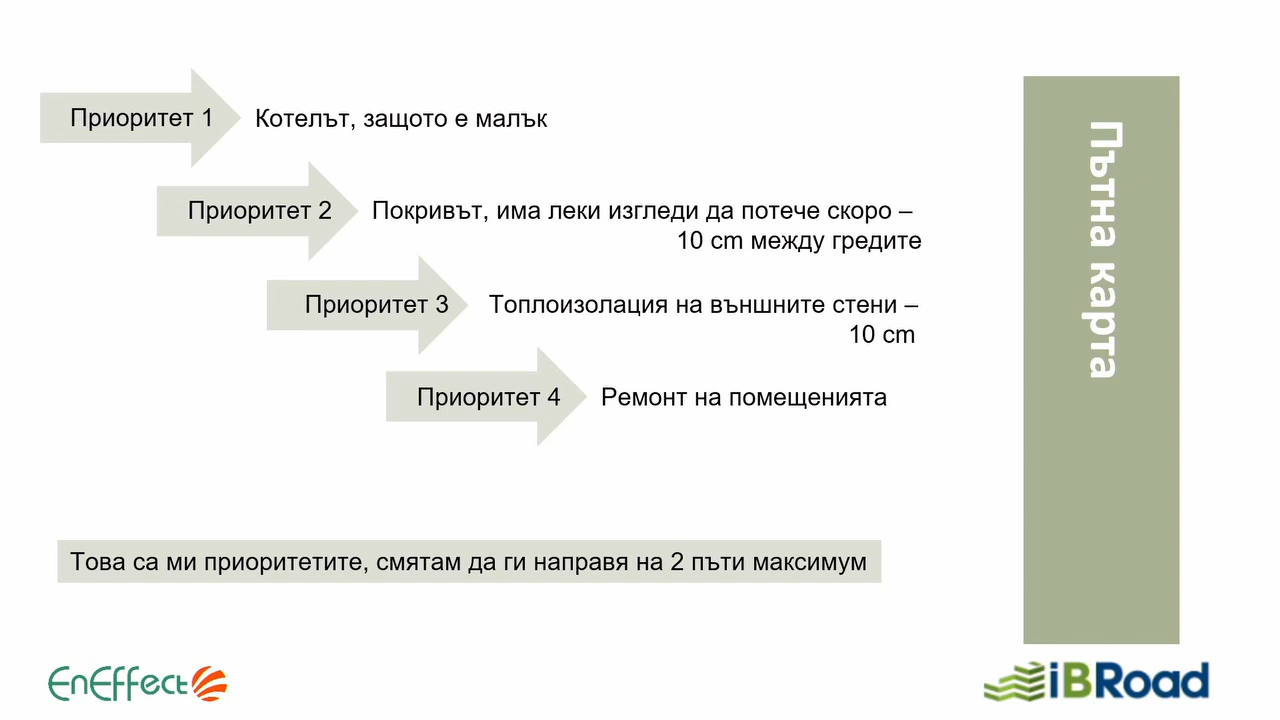 Приоритет 1
Котелът, защото е малък
Приоритет 2
Покривът, има леки изгледи да потече скоро –
10 cm между гредите
Приоритет 3
Топлоизолация на външните стени –
10 cm
Приоритет 4
Ремонт на помещенията
Това са ми приоритетите, смятам да ги направя на 2 пъти максимум
Пътна карта
EnEffect
iBRoad